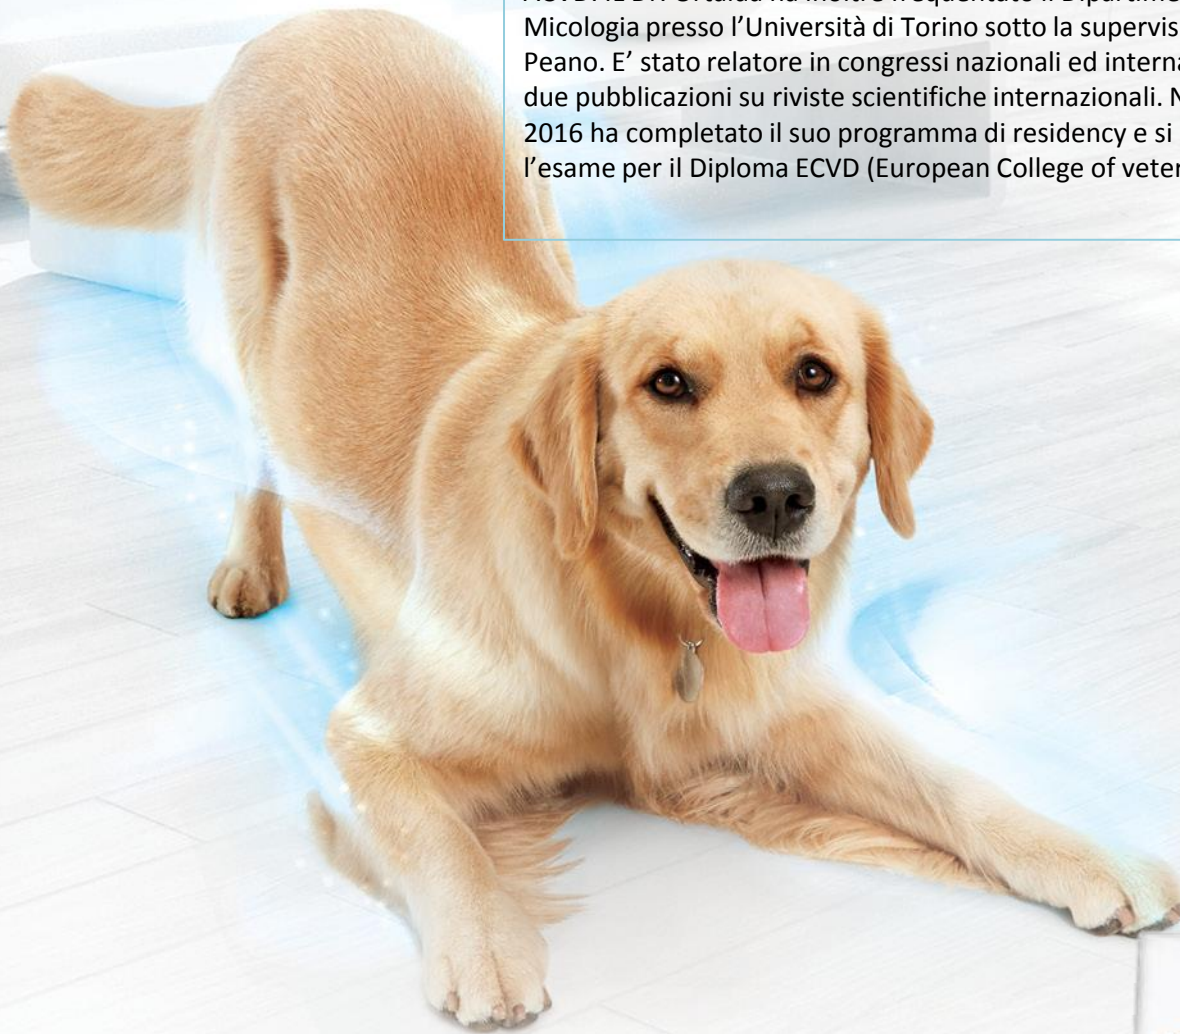 Micologia presso l’Università di Torino sotto la supervis
Peano. E’ stato relatore in congressi nazionali ed interna
due pubblicazioni su riviste scientifiche internazionali. N
2016 ha completato il suo programma di residency e si
l’esame per il Diploma ECVD (European College of veter